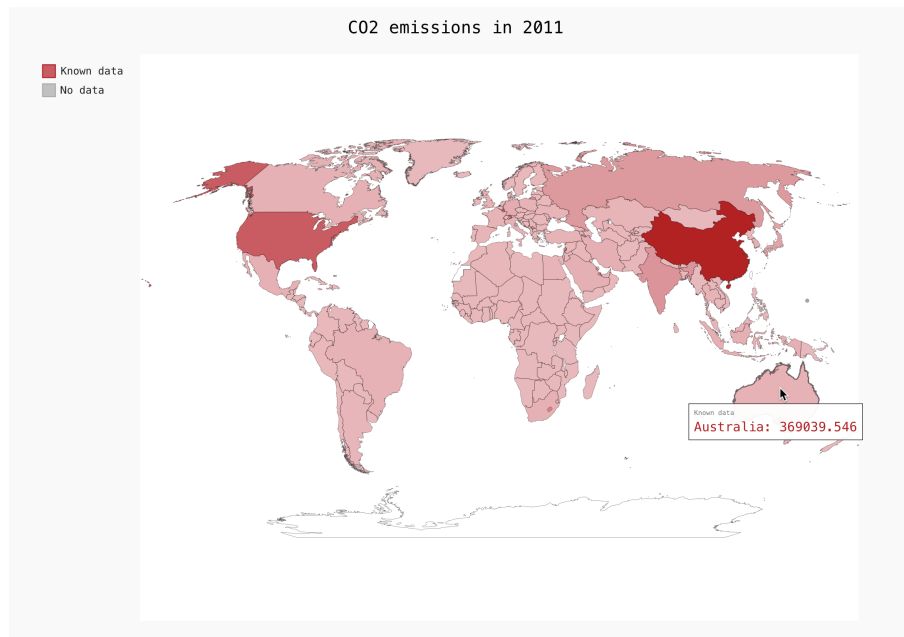 CO2 emissions in 2011
Known data
No data
Known data
Australia: 369039.546